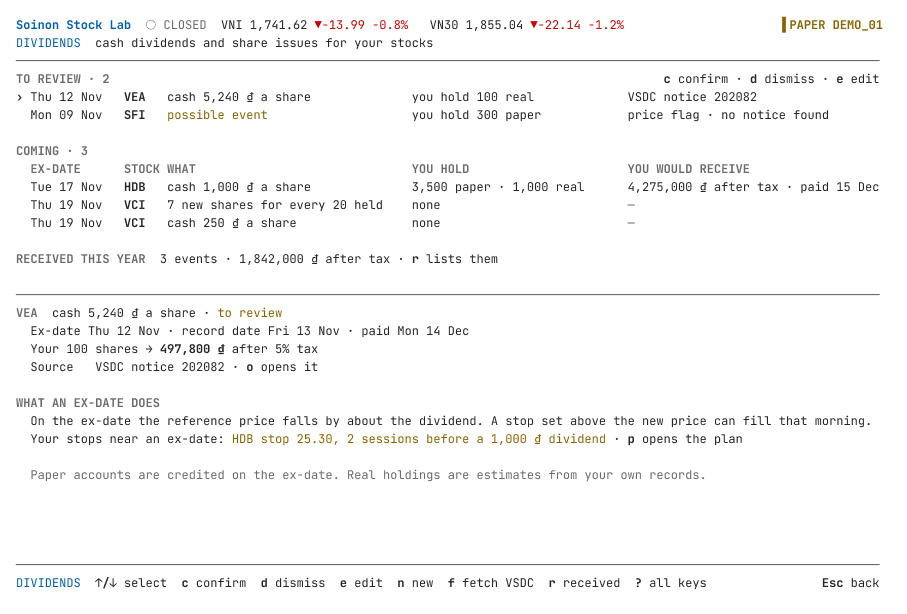 Soinon Stock Lab ○ CLOSED VNI 1,741.62 ▼-13.99 -0.8% VN30 1,855.04 ▼-22.14 -1.2% PAPER DEMO_01
DIVIDENDS cash dividends and share issues for your stocks
TO REVIEW · 2 c confirm · d dismiss · e edit
› Thu 12 Nov VEA cash 5,240 ₫ a share you hold 100 real VSDC notice 202082
Mon 09 Nov SFI possible event you hold 300 paper price flag · no notice found
COMING · 3
EX-DATE STOCK WHAT YOU HOLD YOU WOULD RECEIVE
Tue 17 Nov HDB cash 1,000 ₫ a share 3,500 paper · 1,000 real 4,275,000 ₫ after tax · paid 15 Dec
Thu 19 Nov VCI 7 new shares for every 20 held none —
Thu 19 Nov VCI cash 250 ₫ a share none —
RECEIVED THIS YEAR 3 events · 1,842,000 ₫ after tax · r lists them
VEA cash 5,240 ₫ a share · to review
Ex-date Thu 12 Nov · record date Fri 13 Nov · paid Mon 14 Dec
Your 100 shares → 497,800 ₫ after 5% tax
Source VSDC notice 202082 · o opens it
WHAT AN EX-DATE DOES
On the ex-date the reference price falls by about the dividend. A stop set above the new price can fill that morning.
Your stops near an ex-date: HDB stop 25.30, 2 sessions before a 1,000 ₫ dividend · p opens the plan
Paper accounts are credited on the ex-date. Real holdings are estimates from your own records.
DIVIDENDS ↑/↓ select c confirm d dismiss e edit n new f fetch VSDC r received ? all keys Esc back